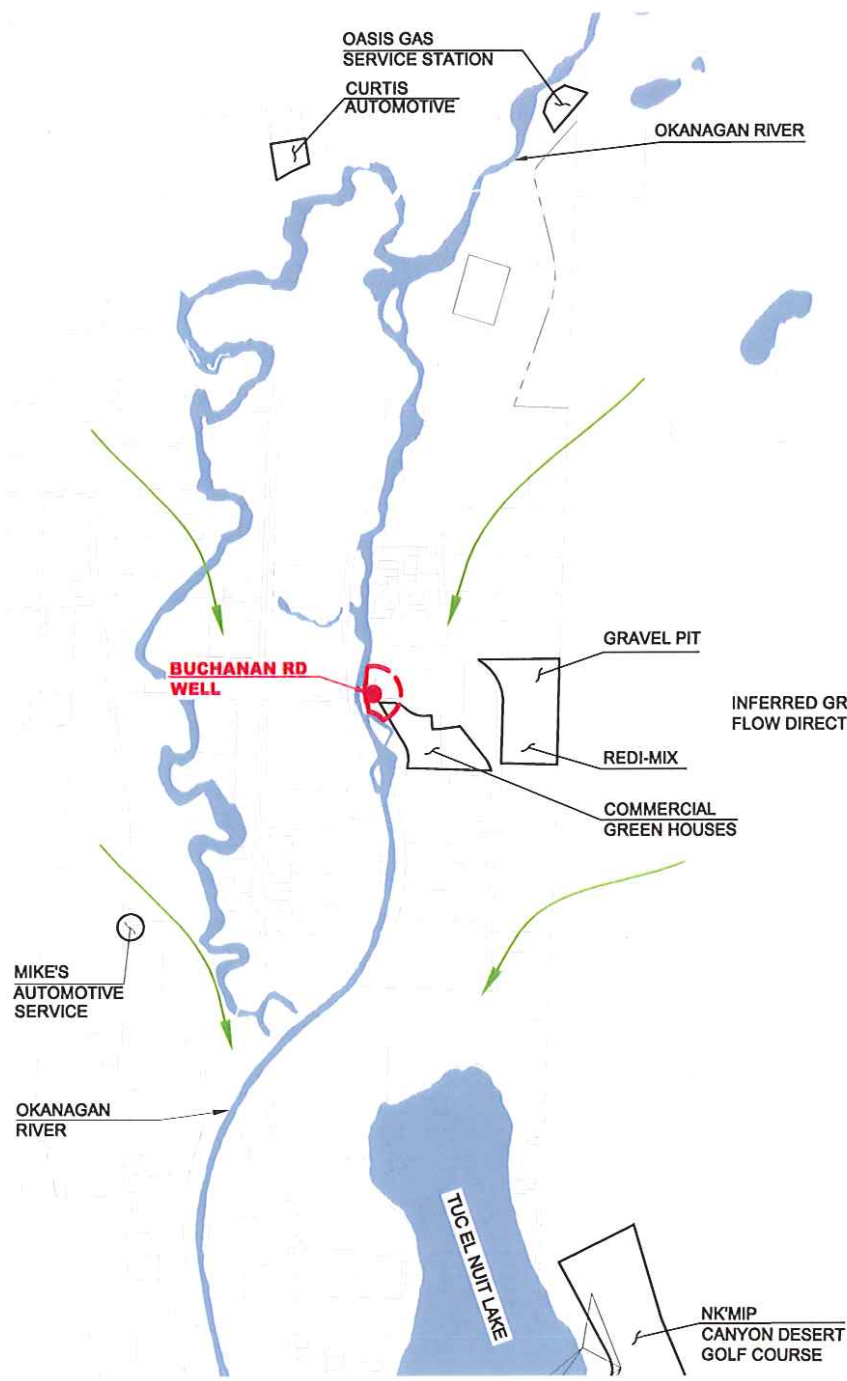 OASIS GAS
SERVICE STATION
CURTIS
AUTOMOTIVE
OKANAGAN RIVER
GRAVEL PIT
BUCHANAN RD
WELL
INFERRED GR
FLOW DIRECT
REDI-MIX
COMMERCIAL
GREEN HOUSES
MIKE'S
AUTOMOTIVE
SERVICE
OKANAGAN
RIVER
TUC EL NUIT LAKE
NK'MIP
CANYON DESERT
GOLF COURSE